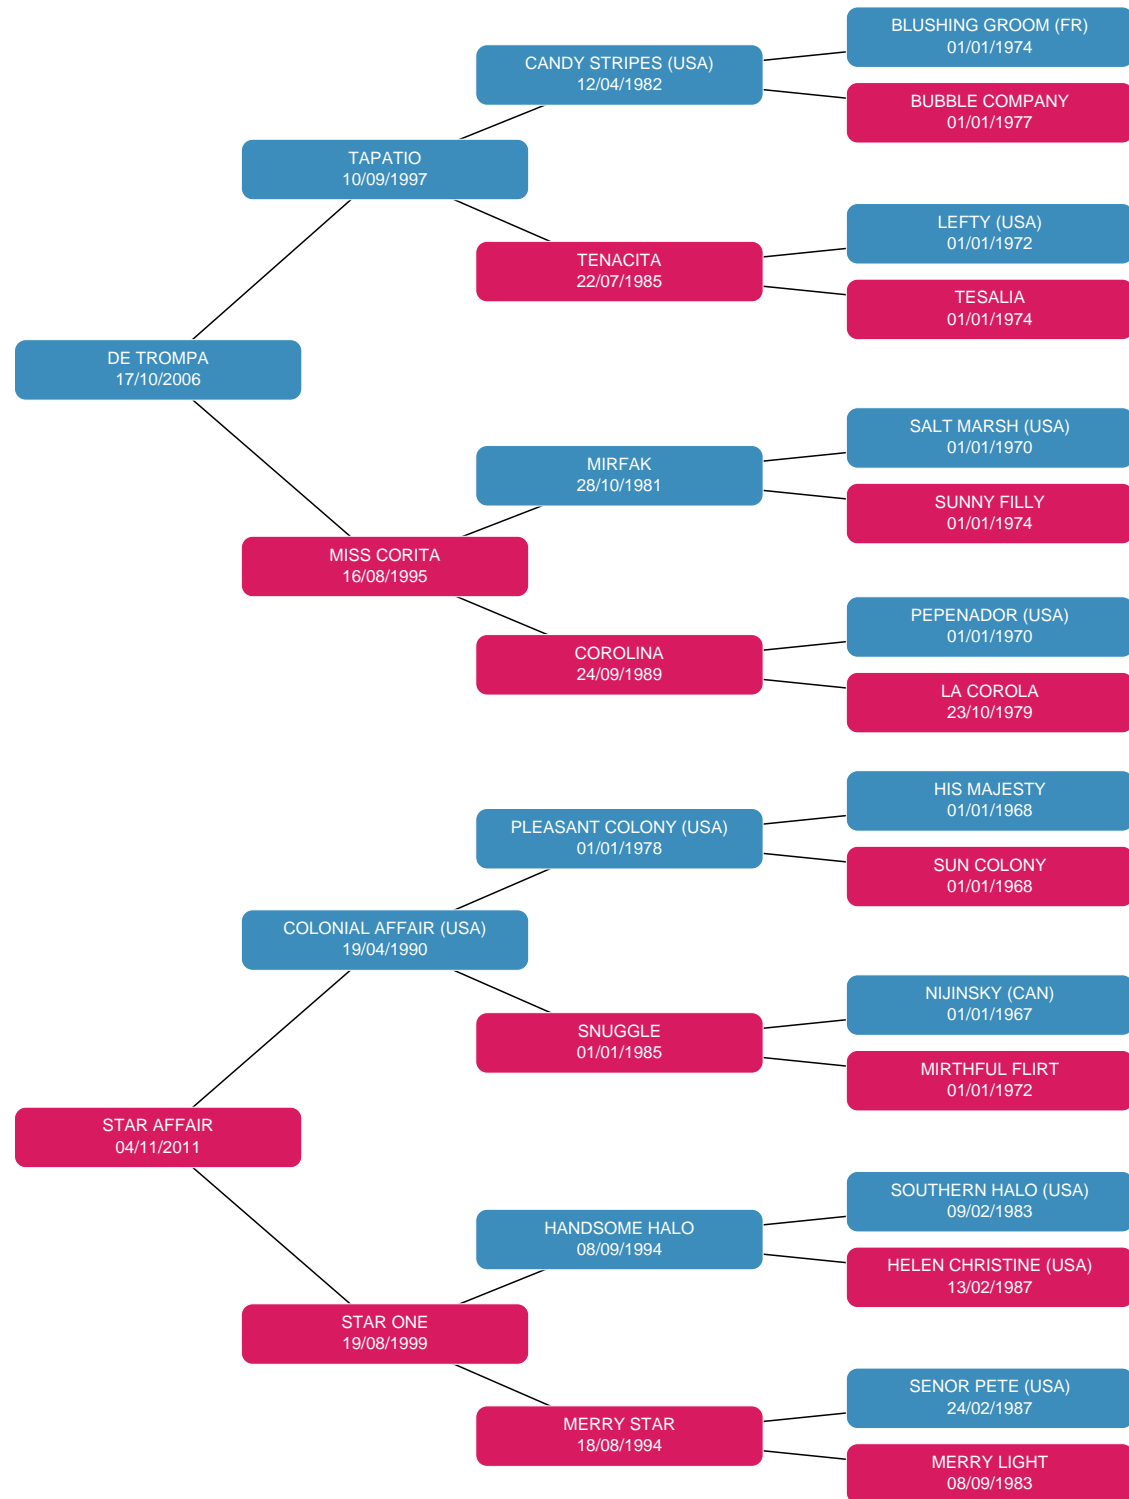 BLUSHING GROOM (FR)
01/01/1974
CANDY STRIPES (USA)
12/04/1982
BUBBLE COMPANY
01/01/1977
TAPATIO
10/09/1997
LEFTY (USA)
01/01/1972
TENACITA
22/07/1985
TESALIA
01/01/1974
DE TROMPA
17/10/2006
SALT MARSH (USA)
01/01/1970
MIRFAK
28/10/1981
SUNNY FILLY
01/01/1974
MISS CORITA
16/08/1995
PEPENADOR (USA)
01/01/1970
COROLINA
24/09/1989
LA COROLA
23/10/1979
HIS MAJESTY
01/01/1968
PLEASANT COLONY (USA)
01/01/1978
SUN COLONY
01/01/1968
COLONIAL AFFAIR (USA)
19/04/1990
NIJINSKY (CAN)
01/01/1967
SNUGGLE
01/01/1985
MIRTHFUL FLIRT
01/01/1972
STAR AFFAIR
04/11/2011
SOUTHERN HALO (USA)
09/02/1983
HANDSOME HALO
08/09/1994
HELEN CHRISTINE (USA)
13/02/1987
STAR ONE
19/08/1999
SENOR PETE (USA)
24/02/1987
MERRY STAR
18/08/1994
MERRY LIGHT
08/09/1983